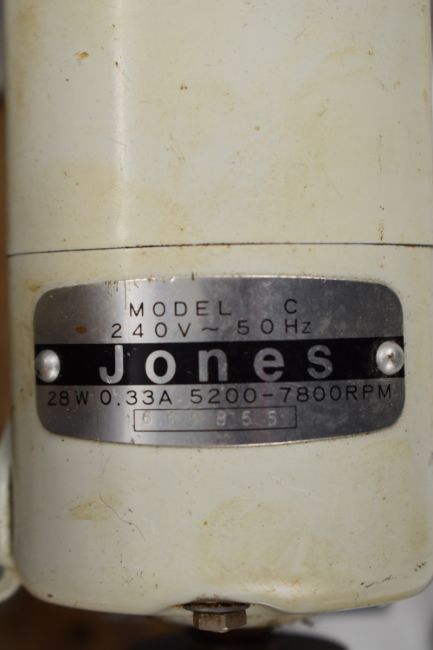 MODEL C
240V~50Hz
Jones
28W 0.33A 5200-7800RPM